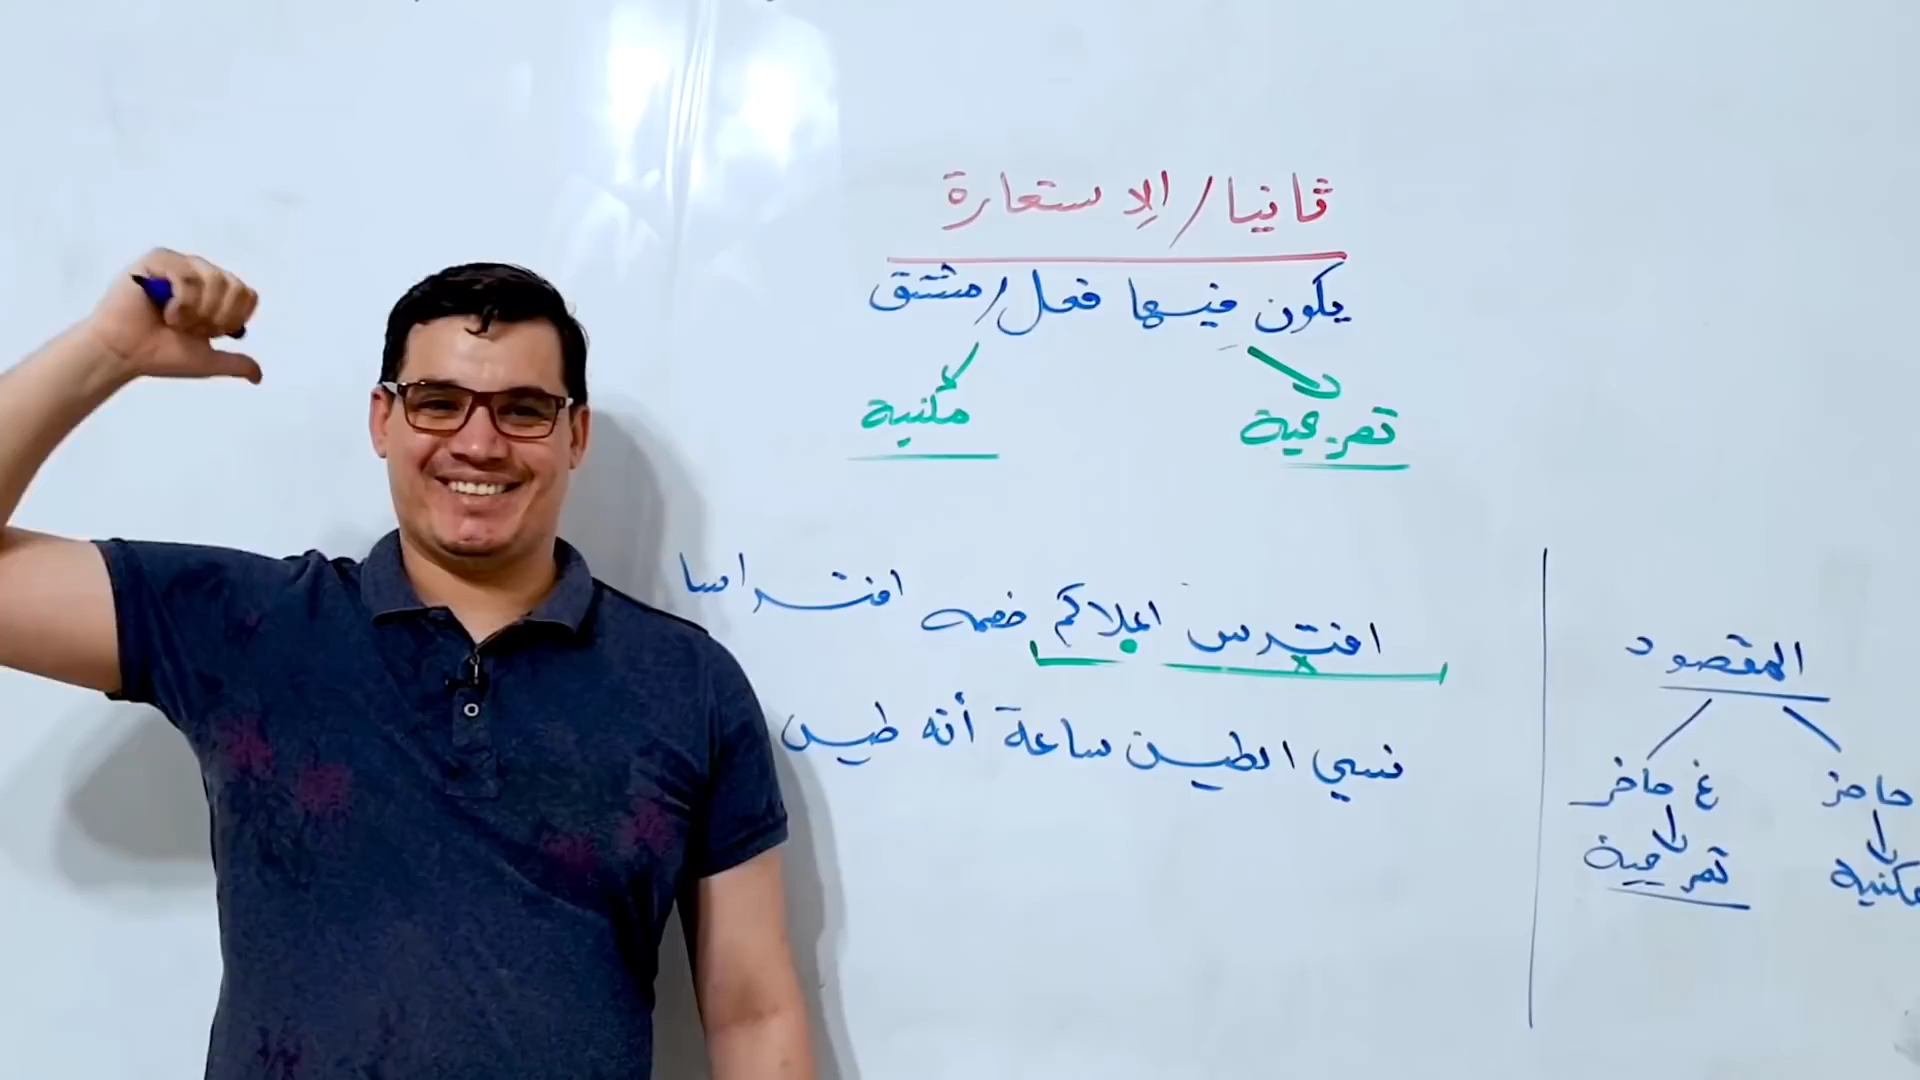 ثانيا / الاستعارة
يكون فيها فعل / مشتق
تصريحية
مكنية
افترس الملاكم خصمه افتراسا
نسي الطين ساعة أنه طين
المقصود
حاضر
غ حاضر
مكنية
تصريحية